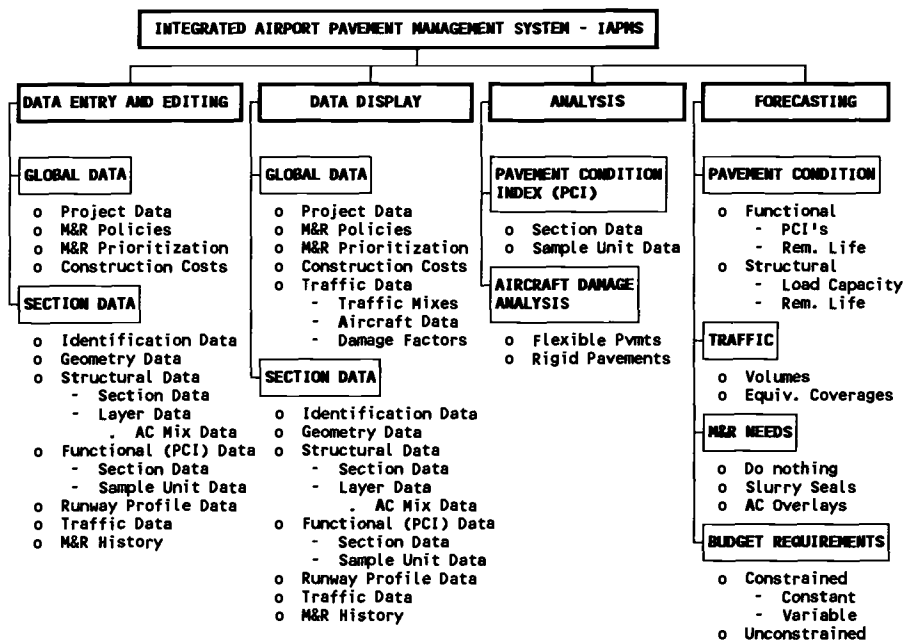 INTEGRATED AIRPORT PAVEMENT MANAGEMENT SYSTEM - IAPMS
DATA ENTRY AND EDITING
GLOBAL DATA
o Project Data
o M&R Policies
o M&R Prioritization
o Construction Costs
SECTION DATA
o Identification Data
o Geometry Data
o Structural Data
- Section Data
- Layer Data
. AC Mix Data
o Functional (PCI) Data
- Section Data
- Sample Unit Data
o Runway Profile Data
o Traffic Data
o M&R History
DATA DISPLAY
GLOBAL DATA
o Project Data
o M&R Policies
o M&R Prioritization
o Construction Costs
o Traffic Data
- Traffic Mixes
- Aircraft Data
- Damage Factors
SECTION DATA
o Identification Data
o Geometry Data
o Structural Data
- Section Data
- Layer Data
. AC Mix Data
o Functional (PCI) Data
- Section Data
- Sample Unit Data
o Runway Profile Data
o Traffic Data
o M&R History
ANALYSIS
PAVEMENT CONDITION
INDEX (PCI)
o Section Data
o Sample Unit Data
AIRCRAFT DAMAGE
ANALYSIS
o Flexible Pvmts
o Rigid Pavements
FORECASTING
PAVEMENT CONDITION
o Functional
- PCI's
- Rem. Life
o Structural
- Load Capacity
- Rem. Life
TRAFFIC
o Volumes
o Equiv. Coverages
M&R NEEDS
o Do nothing
o Slurry Seals
o AC Overlays
BUDGET REQUIREMENTS
o Constrained
- Constant
- Variable
o Unconstrained